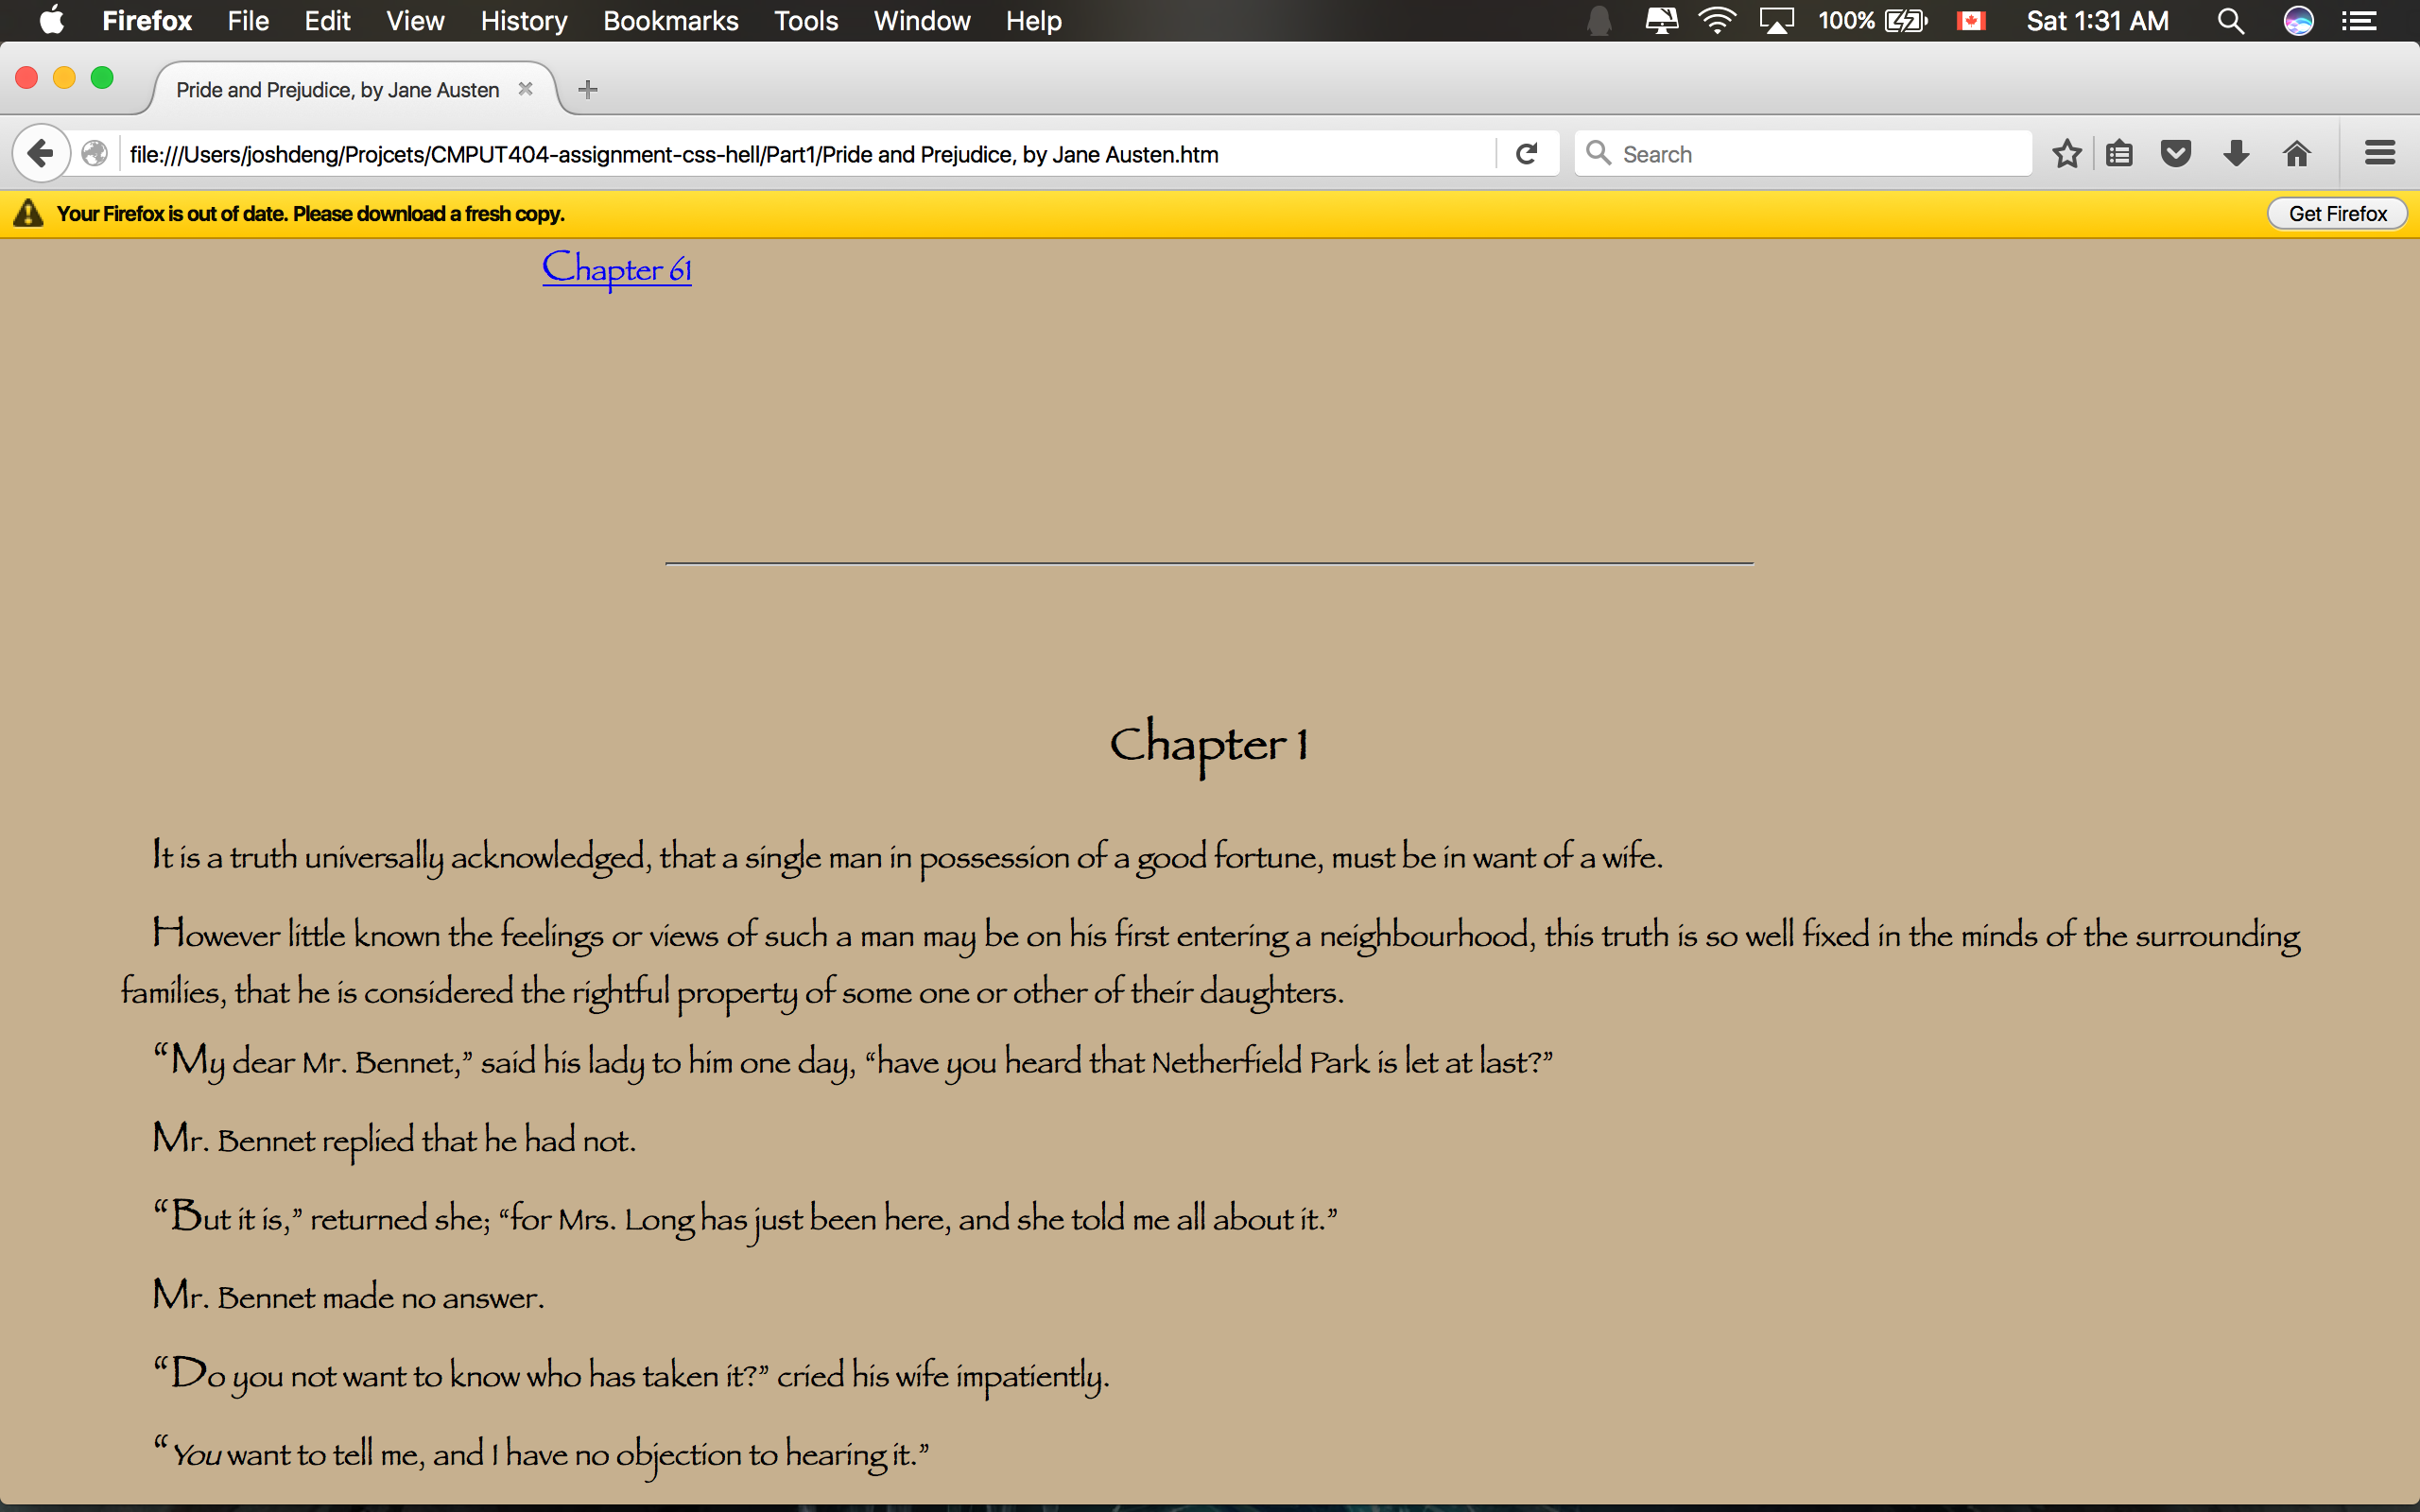 Firefox File Edit View History Bookmarks Tools Window Help 100% Sat 1:31 AM
Pride and Prejudice, by Jane Austen
file:///Users/joshdeng/Projcets/CMPUT404-assignment-css-hell/Part1/Pride and Prejudice, by Jane Austen.htm Search
Your Firefox is out of date. Please download a fresh copy. Get Firefox
Chapter 61
Chapter 1
It is a truth universally acknowledged, that a single man in possession of a good fortune, must be in want of a wife.
However little known the feelings or views of such a man may be on his first entering a neighbourhood, this truth is so well fixed in the minds of the surrounding
families, that he is considered the rightful property of some one or other of their daughters.
“My dear Mr. Bennet,” said his lady to him one day, “have you heard that Netherfield Park is let at last?”
Mr. Bennet replied that he had not.
“But it is,” returned she; “for Mrs. Long has just been here, and she told me all about it.”
Mr. Bennet made no answer.
“Do you not want to know who has taken it?” cried his wife impatiently.
“You want to tell me, and I have no objection to hearing it.”